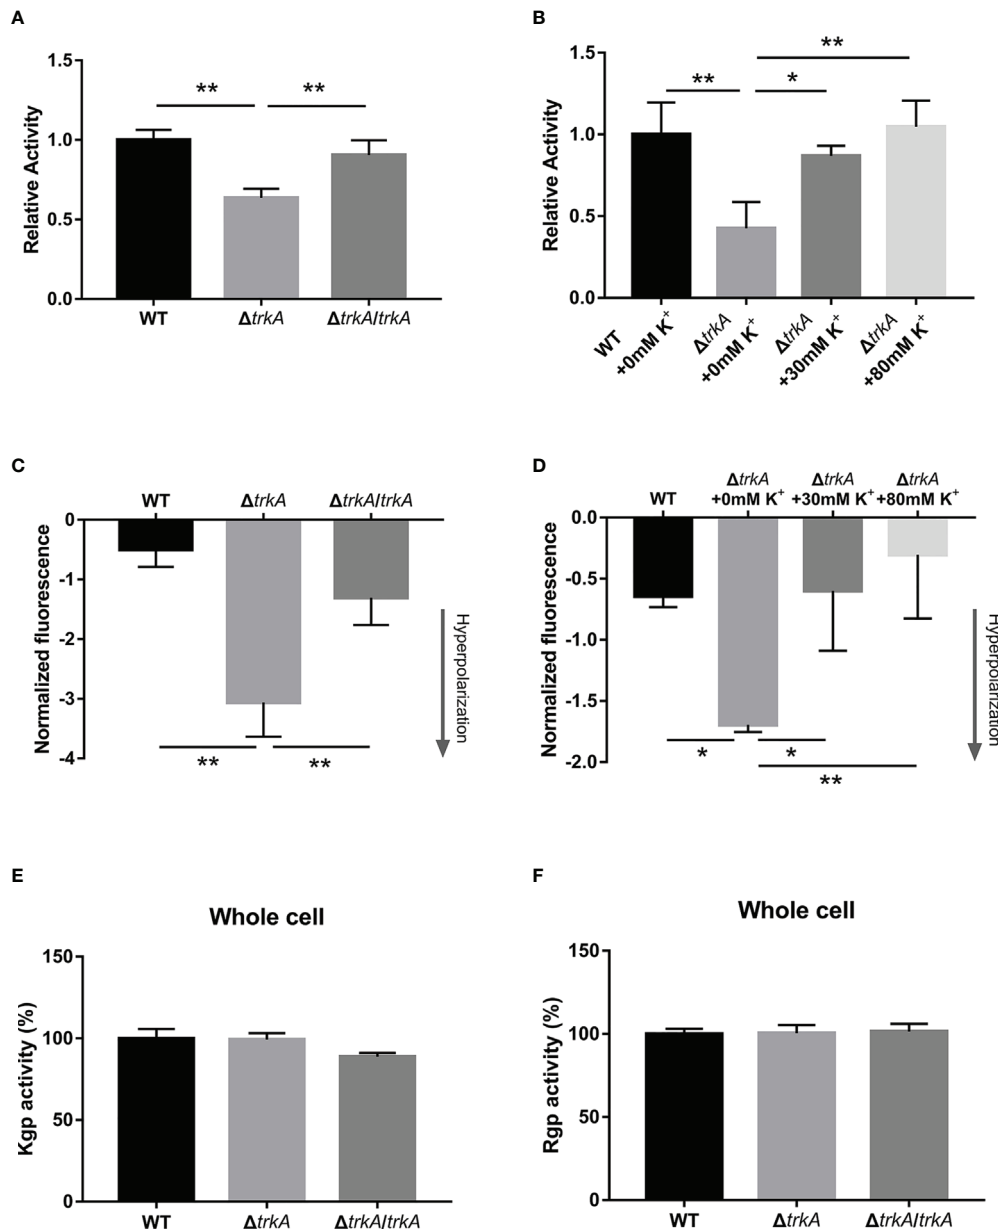 A
Relative Activity
1.5
1.0
0.5
0.0
**
**
WT
ΔtrkA
ΔtrkA/trkA
B
Relative Activity
1.5
1.0
0.5
0.0
**
**
*
WT
+0mM K+
ΔtrkA
+0mM K+
ΔtrkA
+30mM K+
ΔtrkA
+80mM K+
C
WT
ΔtrkA
ΔtrkA/trkA
Normalized fluorescence
0
-1
-2
-3
-4
**
**
Hyperpolarization
D
WT
ΔtrkA
+0mM K+
ΔtrkA
+30mM K+
ΔtrkA
+80mM K+
Normalized fluorescence
0.0
-0.5
-1.0
-1.5
-2.0
*
*
**
Hyperpolarization
E
Whole cell
Kgp activity (%)
150
100
50
0
WT
ΔtrkA
ΔtrkA/trkA
F
Whole cell
Rgp activity (%)
150
100
50
0
WT
ΔtrkA
ΔtrkA/trkA